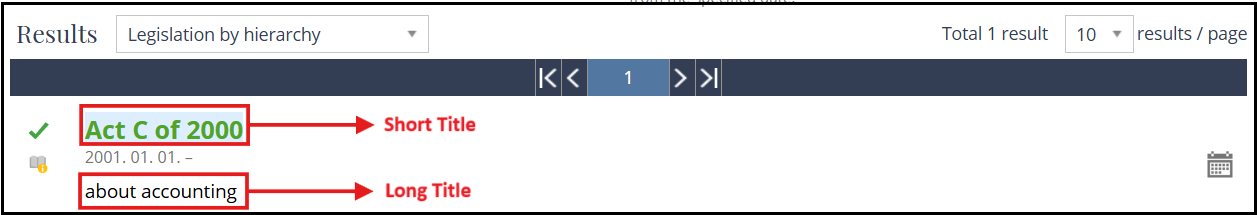 Results Legislation by hierarchy Total 1 result 10 results / page
1
Act C of 2000 Short Title
2001. 01. 01. –
about accounting Long Title